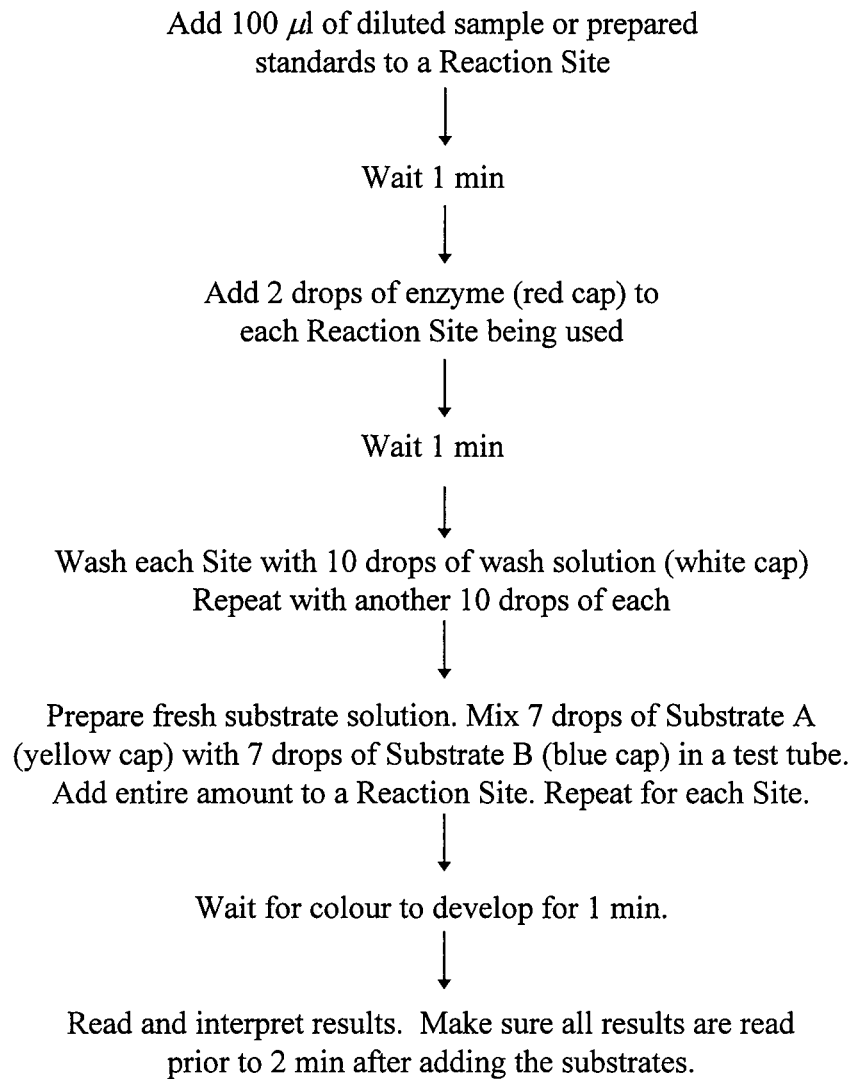 Add 100 μl of diluted sample or prepared
standards to a Reaction Site
Wait 1 min
Add 2 drops of enzyme (red cap) to
each Reaction Site being used
Wait 1 min
Wash each Site with 10 drops of wash solution (white cap)
Repeat with another 10 drops of each
Prepare fresh substrate solution. Mix 7 drops of Substrate A
(yellow cap) with 7 drops of Substrate B (blue cap) in a test tube.
Add entire amount to a Reaction Site. Repeat for each Site.
Wait for colour to develop for 1 min.
Read and interpret results. Make sure all results are read
prior to 2 min after adding the substrates.